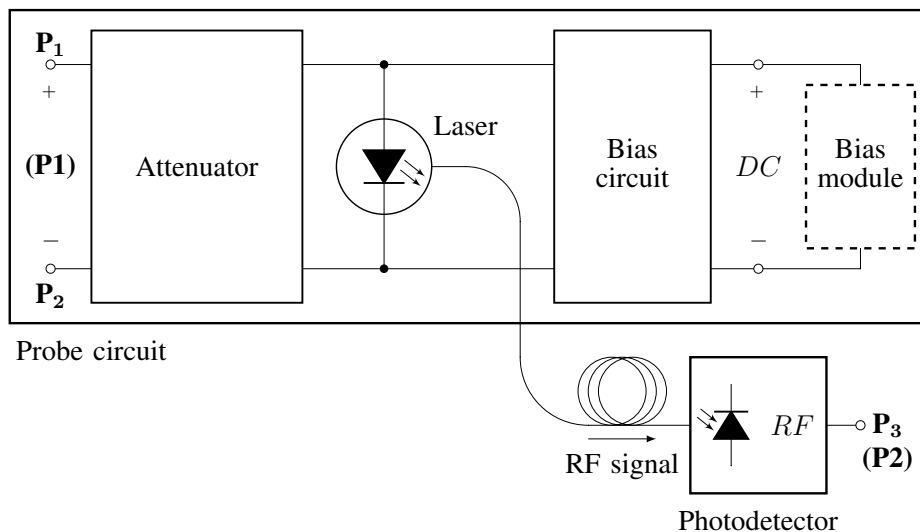 P₁
+
(P1)
−
P₂
Attenuator
Laser
Bias
circuit
+
DC
−
Bias
module
Probe circuit
RF signal
RF
P₃
(P2)
Photodetector